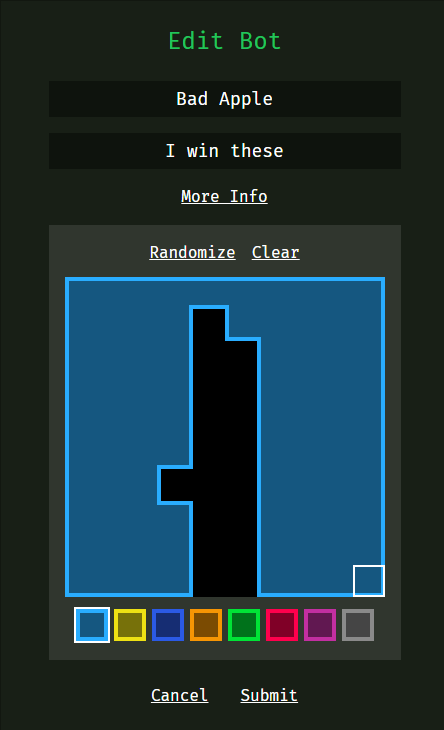 Edit Bot
Bad Apple
I win these
More Info
Randomize Clear
Cancel Submit